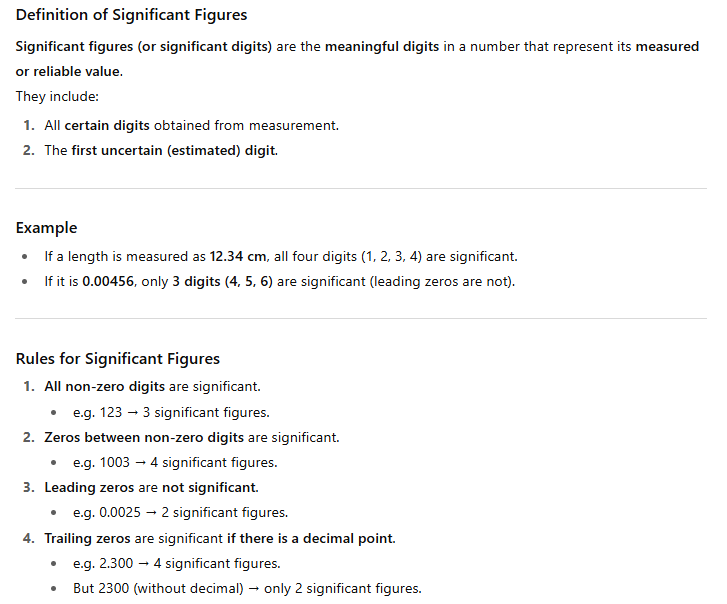 Definition of Significant Figures
Significant figures (or significant digits) are the meaningful digits in a number that represent its measured
or reliable value.
They include:
1. All certain digits obtained from measurement.
2. The first uncertain (estimated) digit.
Example
• If a length is measured as 12.34 cm, all four digits (1, 2, 3, 4) are significant.
• If it is 0.00456, only 3 digits (4, 5, 6) are significant (leading zeros are not).
Rules for Significant Figures
1. All non-zero digits are significant.
• e.g. 123 → 3 significant figures.
2. Zeros between non-zero digits are significant.
• e.g. 1003 → 4 significant figures.
3. Leading zeros are not significant.
• e.g. 0.0025 → 2 significant figures.
4. Trailing zeros are significant if there is a decimal point.
• e.g. 2.300 → 4 significant figures.
• But 2300 (without decimal) → only 2 significant figures.